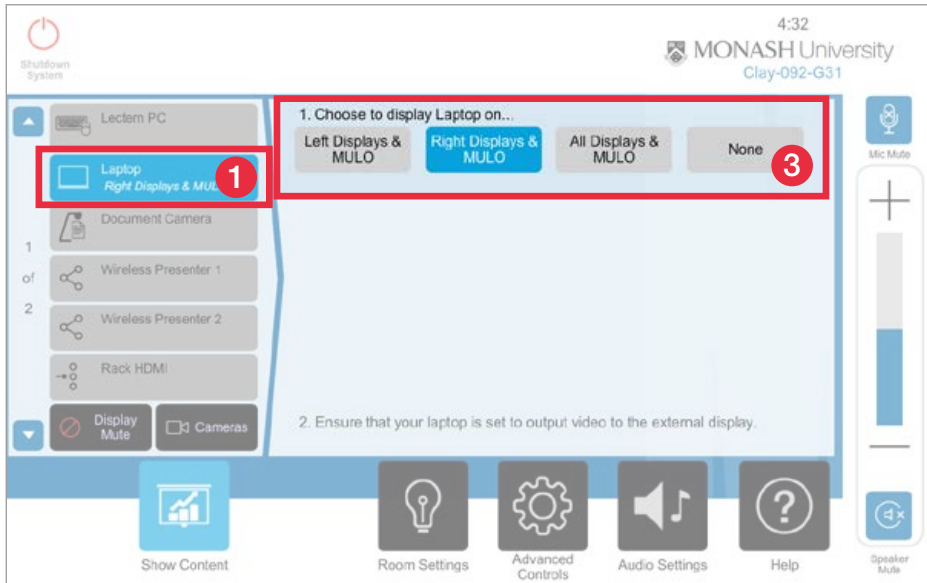 Shutdown
System
4:32
MONASH University
Clay-092-G31
Lectern PC
Laptop
Right Displays & MULO
1
Document Camera
Wireless Presenter 1
Wireless Presenter 2
Rack HDMI
1
of
2
Display
Mute
Cameras
1. Choose to display Laptop on...
Left Displays &
MULO
Right Displays &
MULO
All Displays &
MULO
None
3
2. Ensure that your laptop is set to output video to the external display.
Mic Mute
Speaker
Mute
Show Content
Room Settings
Advanced
Controls
Audio Settings
?
Help